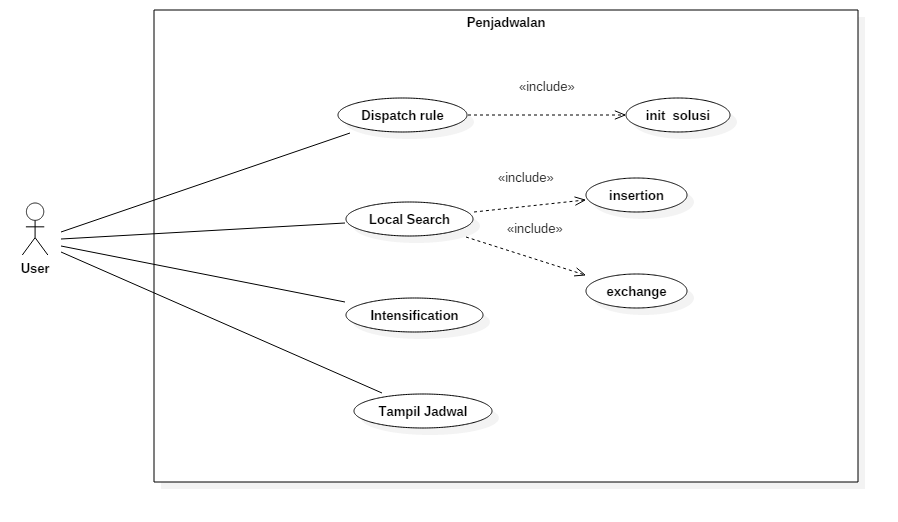 Penjadwalan
«include»
Dispatch rule
init  solusi
«include»
insertion
Local Search
«include»
User
exchange
Intensification
Tampil Jadwal